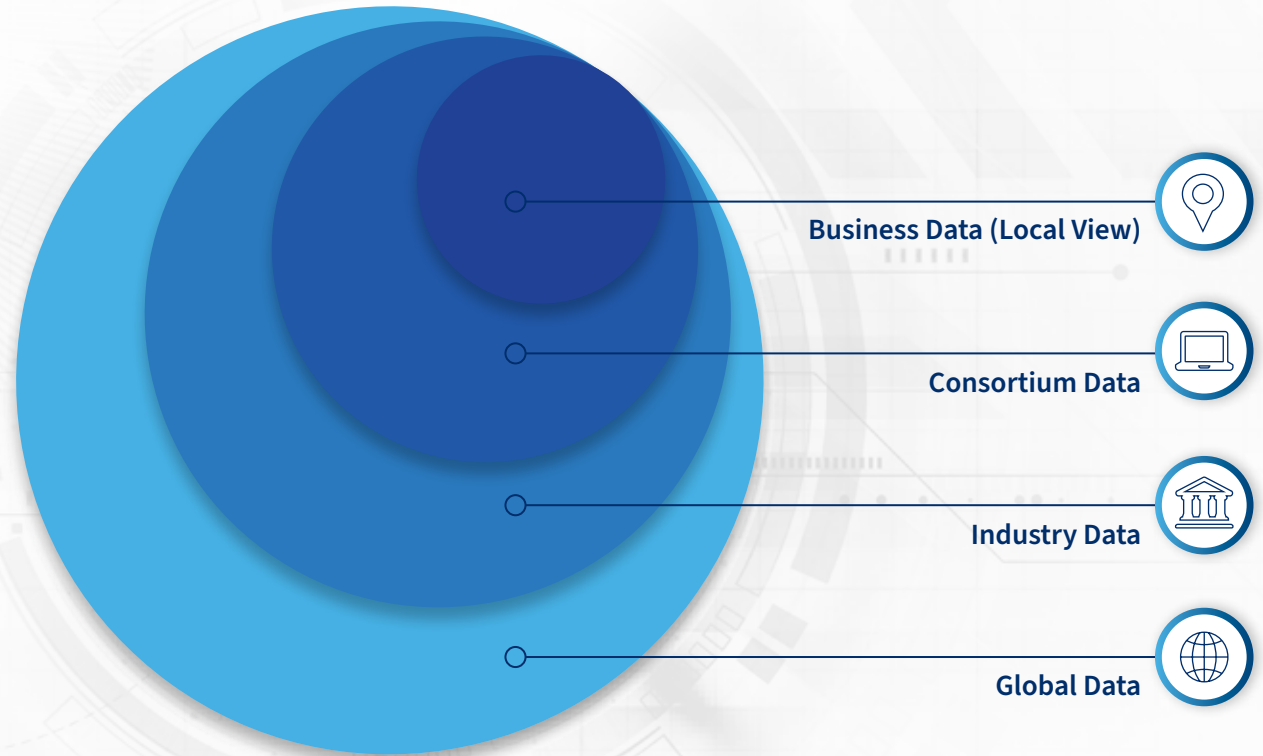 Business Data (Local View)
Consortium Data
Industry Data
Global Data